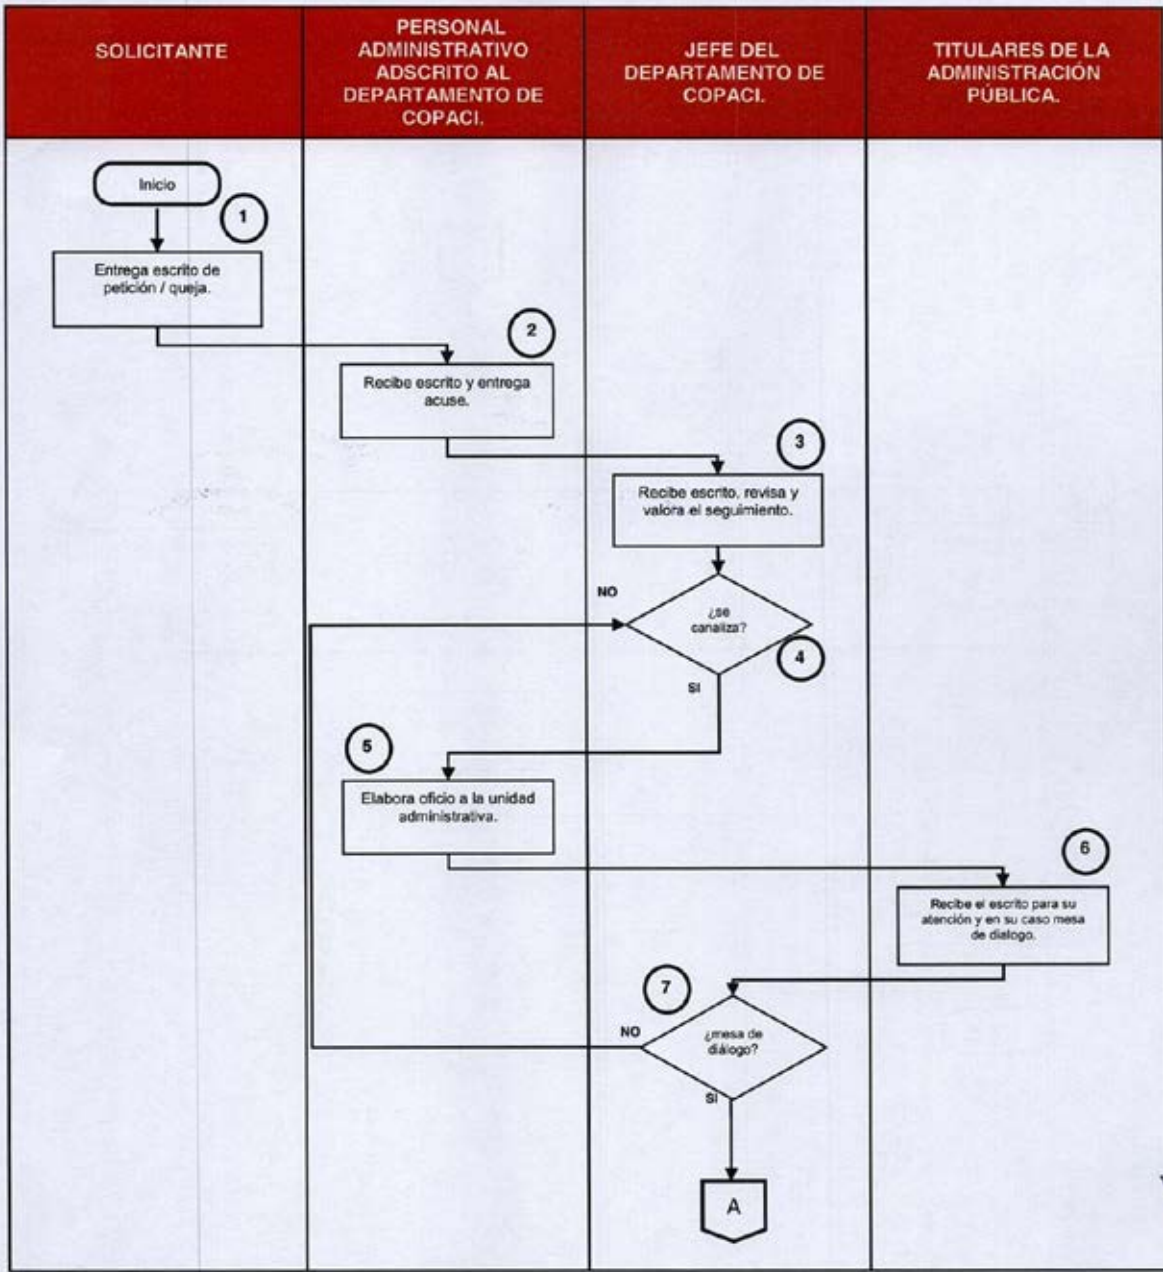 SOLICITANTE
PERSONAL
ADMINISTRATIVO
ADSCRITO AL
DEPARTAMENTO DE
COPACI.
JEFE DEL
DEPARTAMENTO DE
COPACI.
TITULARES DE LA
ADMINISTRACIÓN
PÚBLICA.
Inicio
1
Entrega escrito de
petición / queja.
2
Recibe escrito y entrega
acuse.
3
Recibe escrito, revisa y
valora el seguimiento.
NO
¿se
canaliza?
4
SI
5
Elabora oficio a la unidad
administrativa.
6
Recibe el escrito para su
atención y en su caso mesa
de dialogo.
7
NO
¿mesa de
diálogo?
SI
A